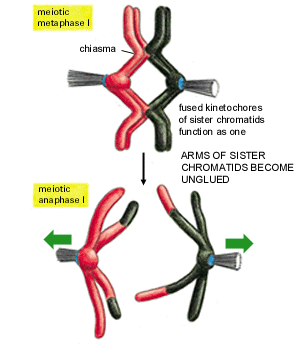 meiotic
metaphase I
chiasma
fused kinetochores
of sister chromatids
function as one
ARMS OF SISTER
CHROMATIDS BECOME
UNGLUED
meiotic
anaphase I